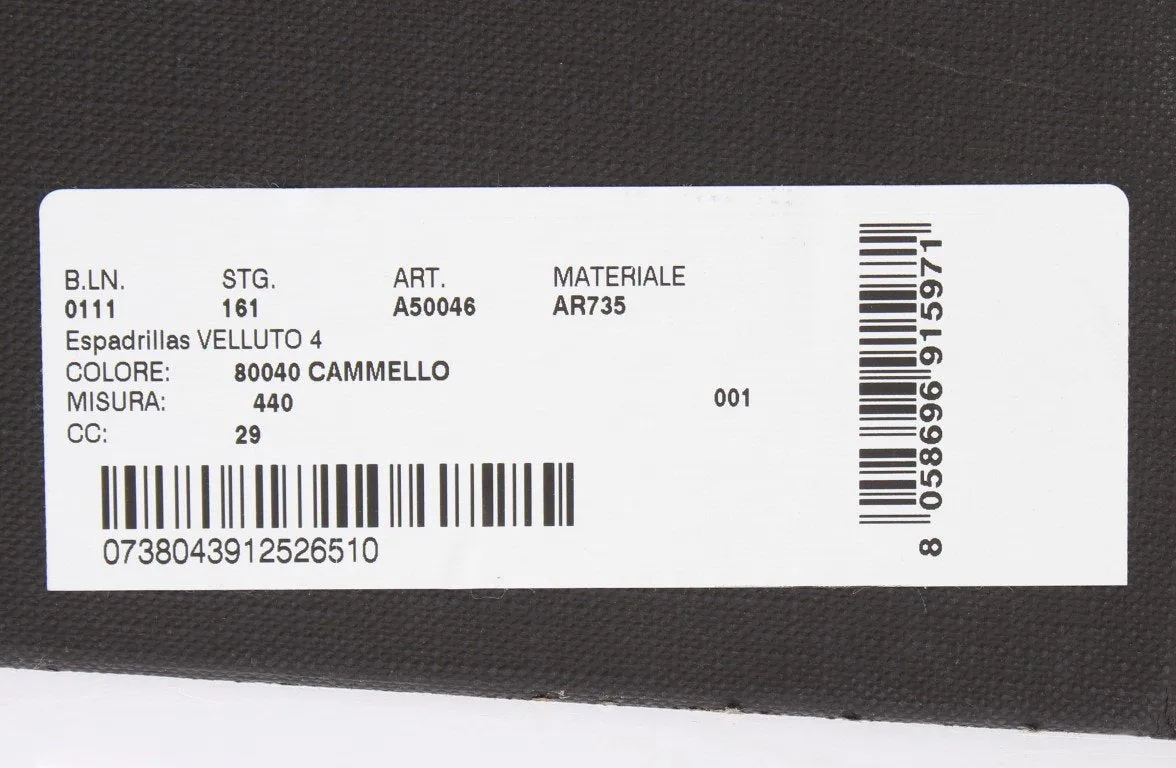 B.LN. STG. ART. MATERIALE
0111 161 A50046 AR735
Espadrillas VELLUTO 4
COLORE: 80040 CAMMELLO
MISURA: 440 001
CC: 29
0738043912526510
8 058696 915971